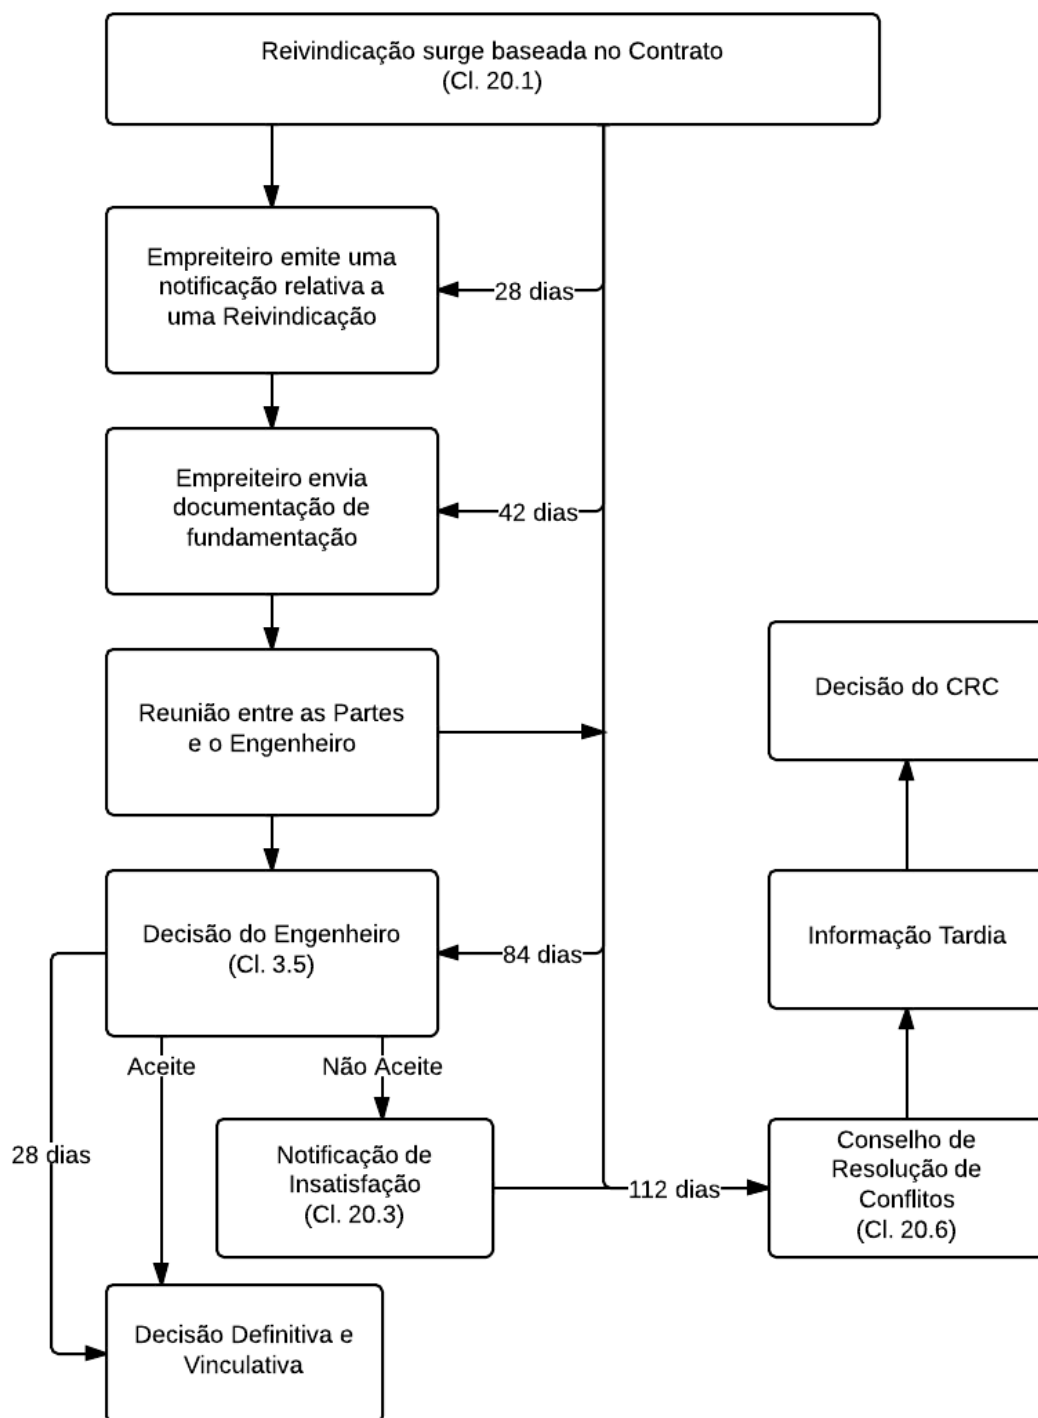 Reivindicação surge baseada no Contrato
(Cl. 20.1)
Empreiteiro emite uma
notificação relativa a
uma Reivindicação
28 dias
Empreiteiro envia
documentação de
fundamentação
42 dias
Reunião entre as Partes
e o Engenheiro
Decisão do CRC
Decisão do Engenheiro
(Cl. 3.5)
84 dias
Informação Tardia
Aceite
Não Aceite
28 dias
Notificação de
Insatisfação
(Cl. 20.3)
112 dias
Conselho de
Resolução de
Conflitos
(Cl. 20.6)
Decisão Definitiva e
Vinculativa